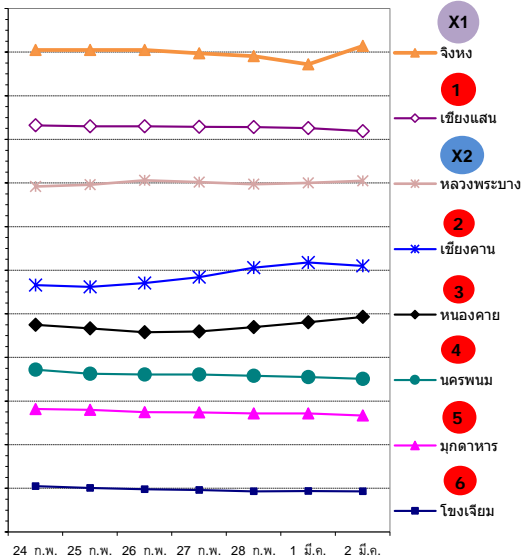 X1
จิงหง
1
เชียงแสน
X2
หลวงพระบาง
2
เชียงคาน
3
หนองคาย
4
นครพนม
5
มุกดาหาร
6
โขงเจียม
24 ก.พ. 25 ก.พ. 26 ก.พ. 27 ก.พ. 28 ก.พ. 1 มี.ค. 2 มี.ค.